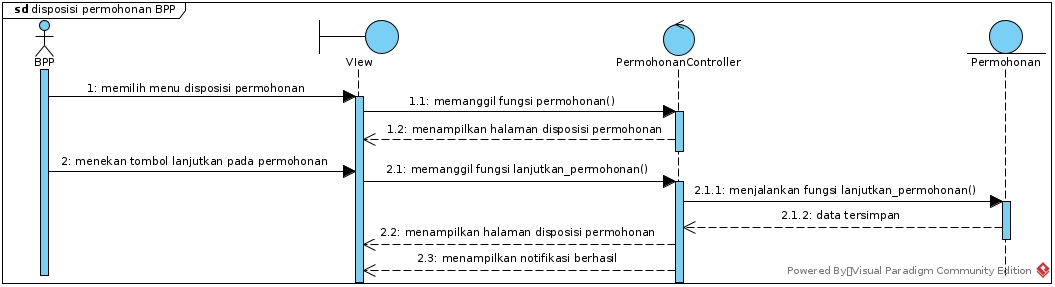 sd disposisi permohonan BPP
BPP
VIew
PermohonanController
Permohonan
1: memilih menu disposisi permohonan
1.1: memanggil fungsi permohonan()
1.2: menampilkan halaman disposisi permohonan
2: menekan tombol lanjutkan pada permohonan
2.1: memanggil fungsi lanjutkan_permohonan()
2.1.1: menjalankan fungsi lanjutkan_permohonan()
2.1.2: data tersimpan
2.2: menampilkan halaman disposisi permohonan
2.3: menampilkan notifikasi berhasil
Powered By Visual Paradigm Community Edition